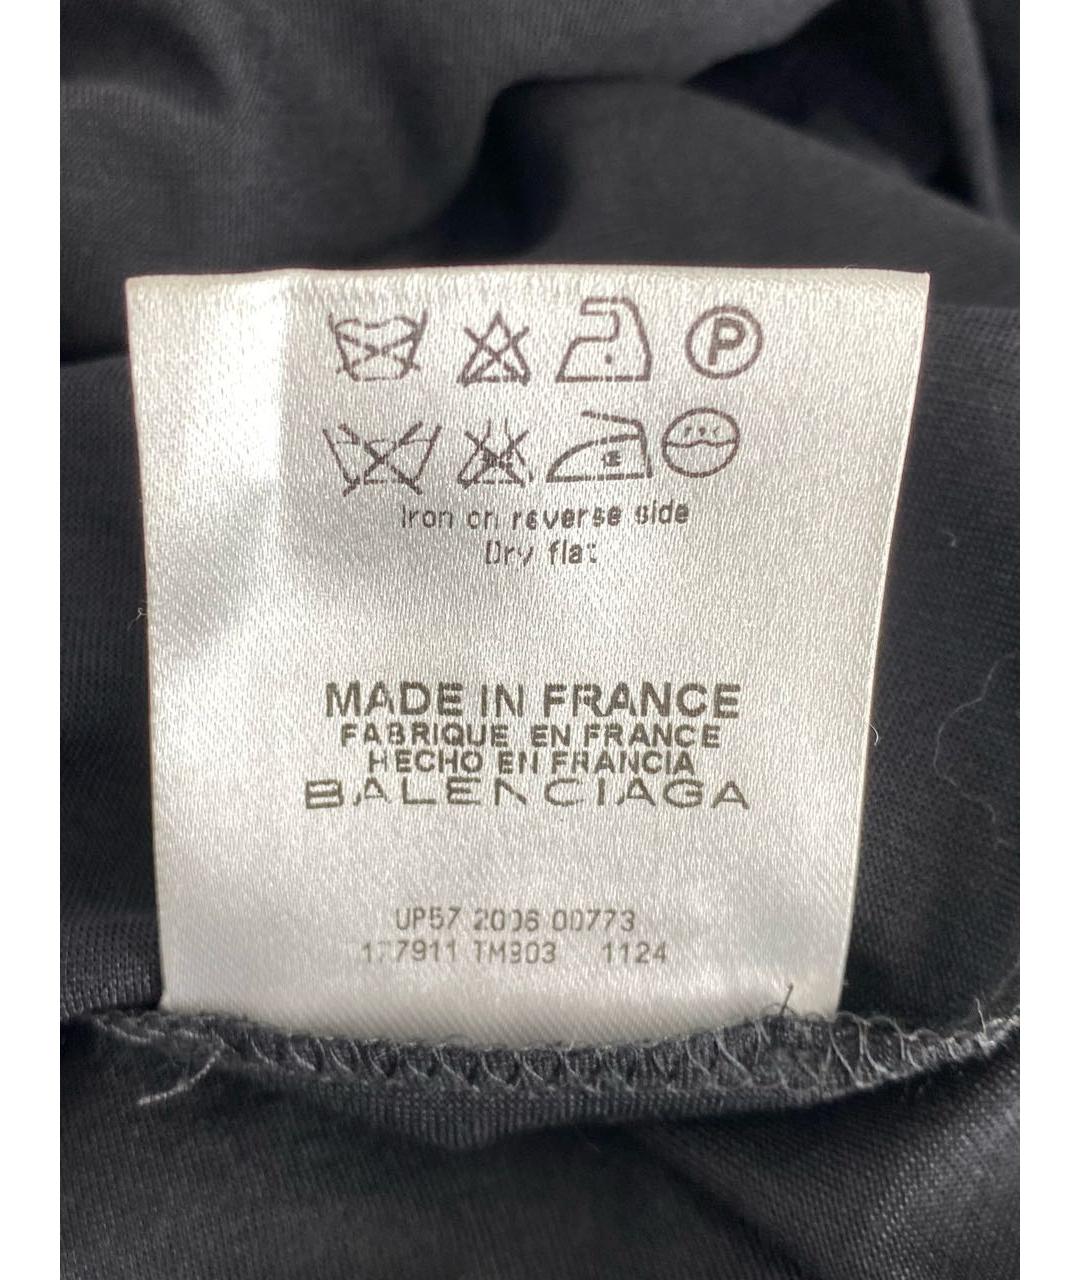 P
Iron on reverse side
Dry flat
MADE IN FRANCE
FABRIQUE EN FRANCE
HECHO EN FRANCIA
BALENCIAGA
UP57 2006 00773
177911 TM303 1124